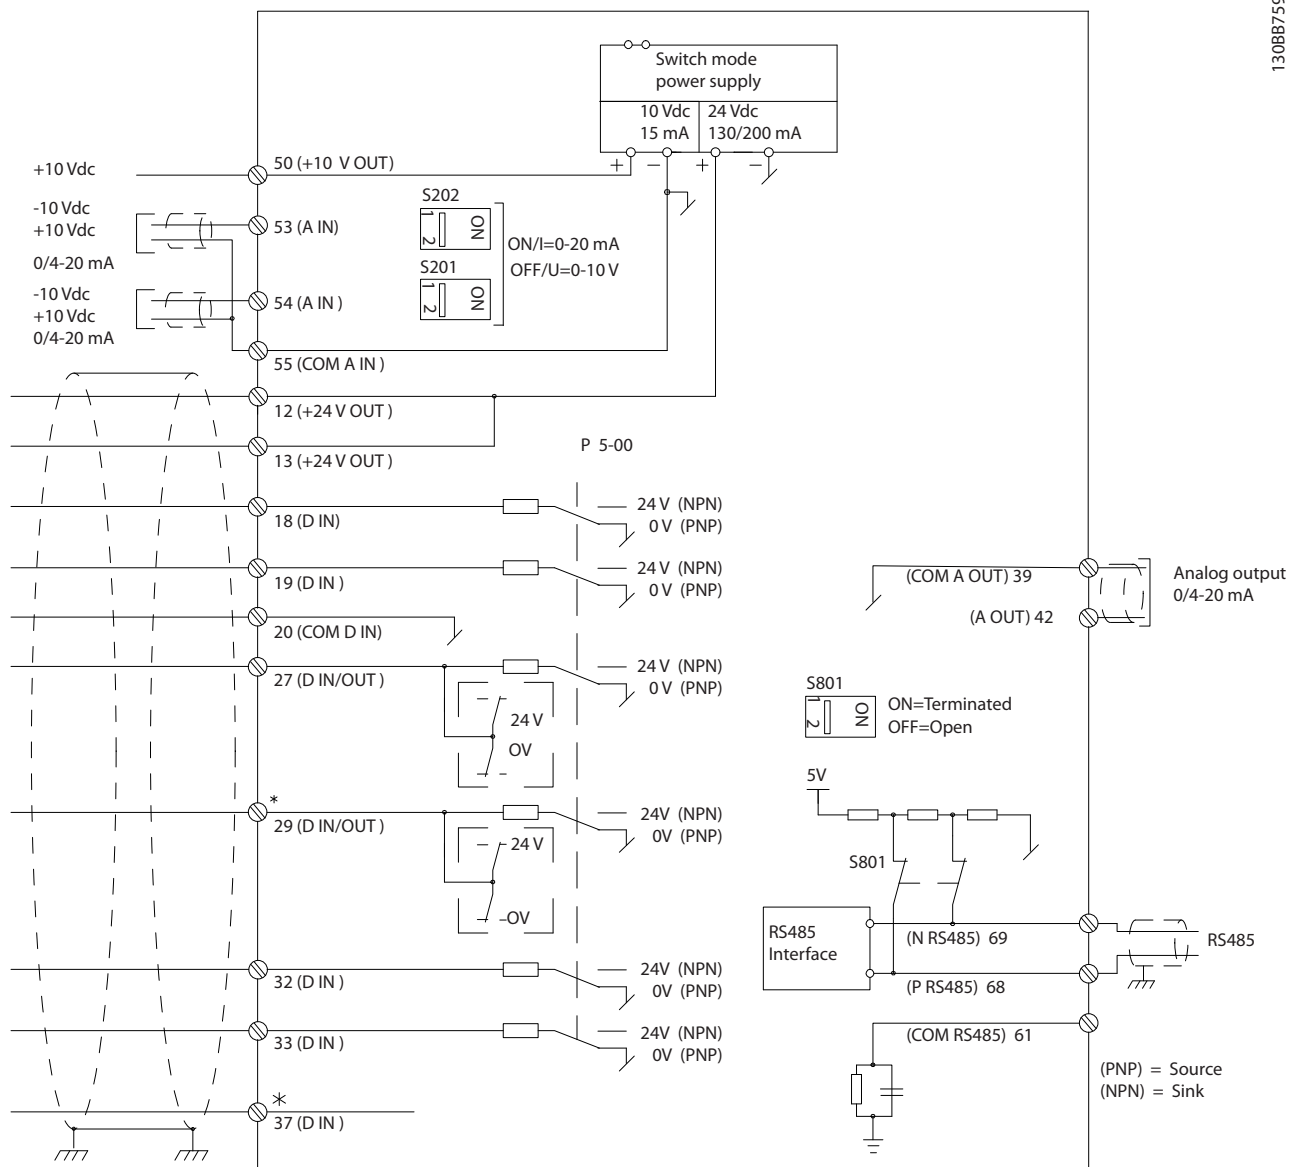 130BB759
Switch mode
power supply
10 Vdc
15 mA
24 Vdc
130/200 mA
+ − + −
+10 Vdc
50 (+10 V OUT)
-10 Vdc
+10 Vdc
0/4-20 mA
53 (A IN)
S202
1
2
ON
ON/I=0-20 mA
OFF/U=0-10 V
S201
1
2
ON
-10 Vdc
+10 Vdc
0/4-20 mA
54 (A IN )
55 (COM A IN )
12 (+24 V OUT )
13 (+24 V OUT )
P 5-00
18 (D IN)
24 V (NPN)
0 V (PNP)
19 (D IN )
24 V (NPN)
0 V (PNP)
20 (COM D IN)
27 (D IN/OUT )
24 V (NPN)
0 V (PNP)
24 V
OV
*
29 (D IN/OUT )
24V (NPN)
0V (PNP)
24 V
OV
32 (D IN )
24V (NPN)
0V (PNP)
33 (D IN )
24V (NPN)
0V (PNP)
*
37 (D IN )
(COM A OUT) 39
(A OUT) 42
Analog output
0/4-20 mA
S801
1
2
ON
ON=Terminated
OFF=Open
5V
S801
RS485
Interface
(N RS485) 69
(P RS485) 68
RS485
(COM RS485) 61
(PNP) = Source
(NPN) = Sink